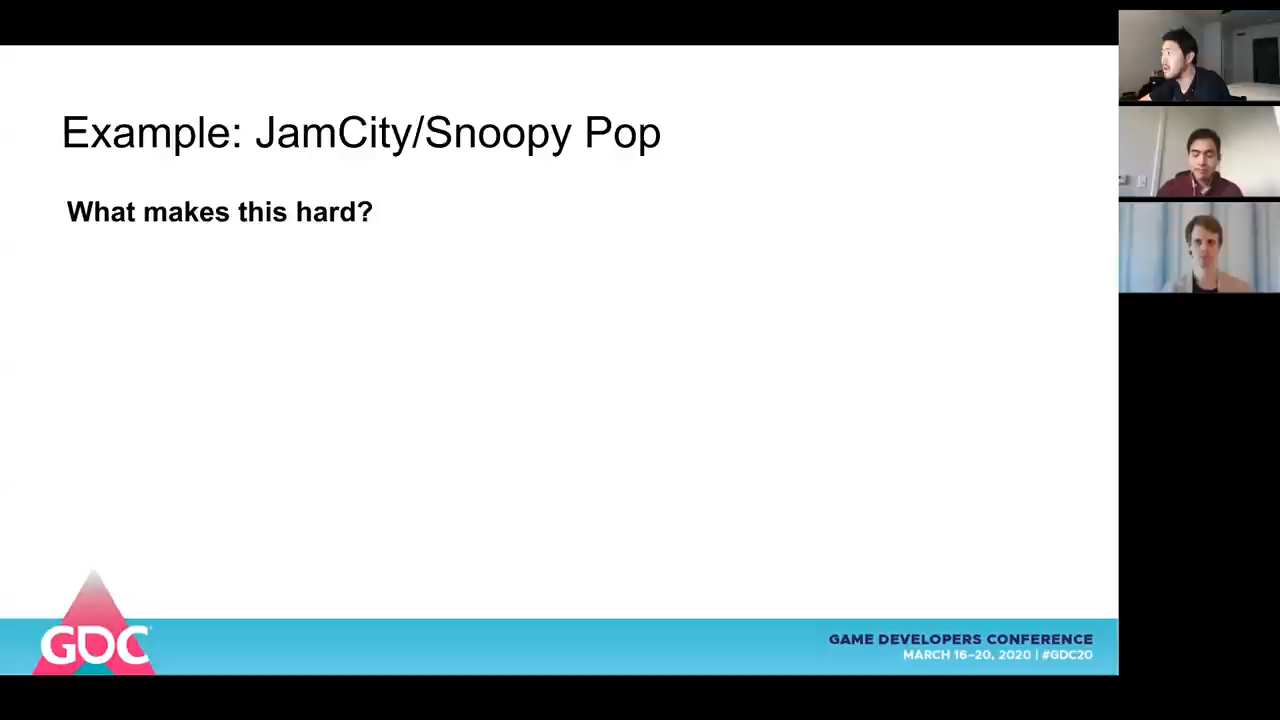 Example: JamCity/Snoopy Pop
What makes this hard?
GDC
GAME DEVELOPERS CONFERENCE
MARCH 16–20, 2020 | #GDC20